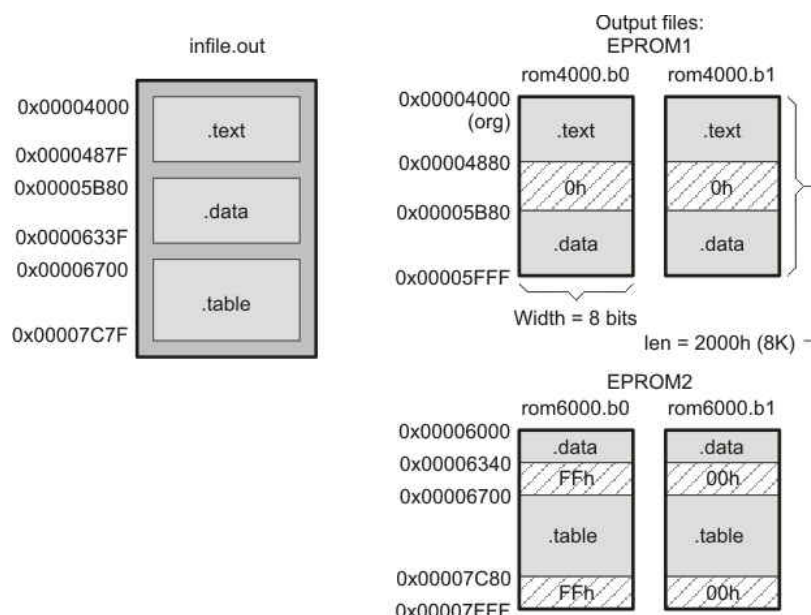 infile.out
0x00004000
.text
0x0000487F
0x00005B80
.data
0x0000633F
0x00006700
.table
0x00007C7F
Output files:
EPROM1
rom4000.b0 rom4000.b1
0x00004000
(org)
.text .text
0x00004880
0h 0h
0x00005B80
.data .data
0x00005FFF
Width = 8 bits
len = 2000h (8K)
EPROM2
rom6000.b0 rom6000.b1
0x00006000
.data .data
0x00006340
FFh 00h
0x00006700
.table .table
0x00007C80
FFh 00h
0x00007FFF